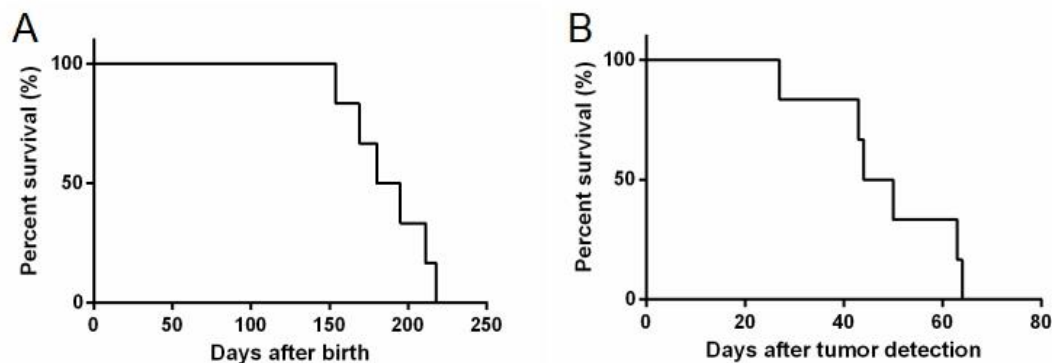 A
Percent survival (%)
100
50
0
0 50 100 150 200 250
Days after birth
B
Percent survival (%)
100
50
0
0 20 40 60 80
Days after tumor detection